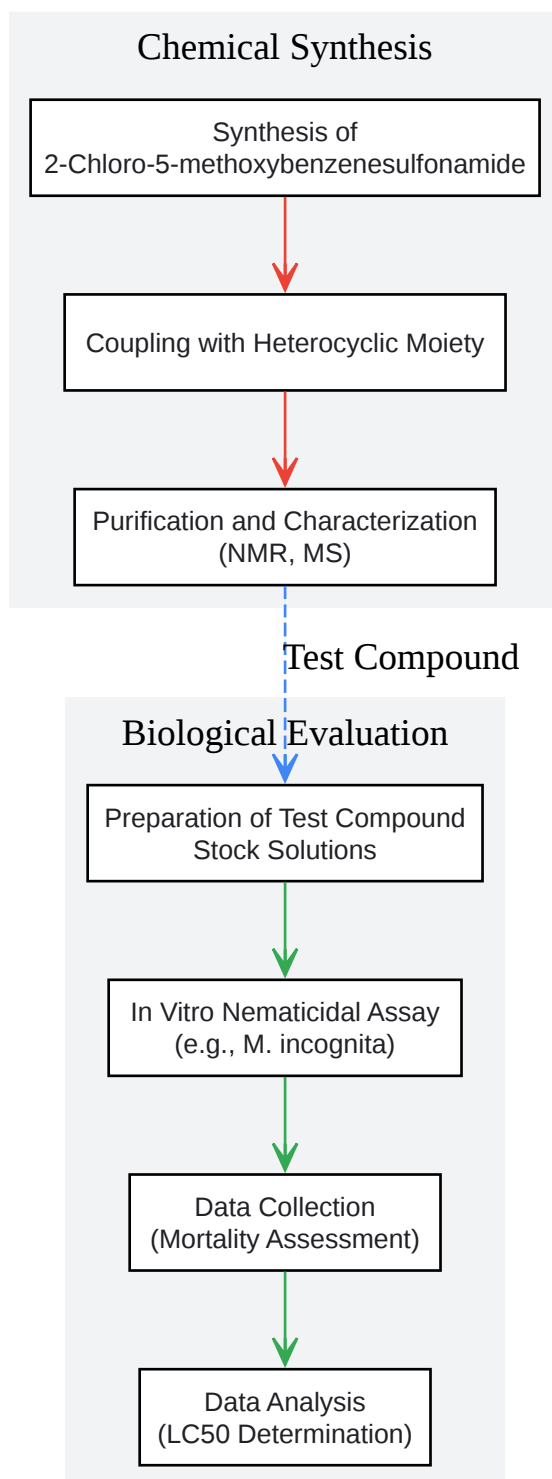 Chemical Synthesis
Synthesis of
2-Chloro-5-methoxybenzenesulfonamide
Coupling with Heterocyclic Moiety
Purification and Characterization
(NMR, MS)
Test Compound
Biological Evaluation
Preparation of Test Compound
Stock Solutions
In Vitro Nematicidal Assay
(e.g., M. incognita)
Data Collection
(Mortality Assessment)
Data Analysis
(LC50 Determination)